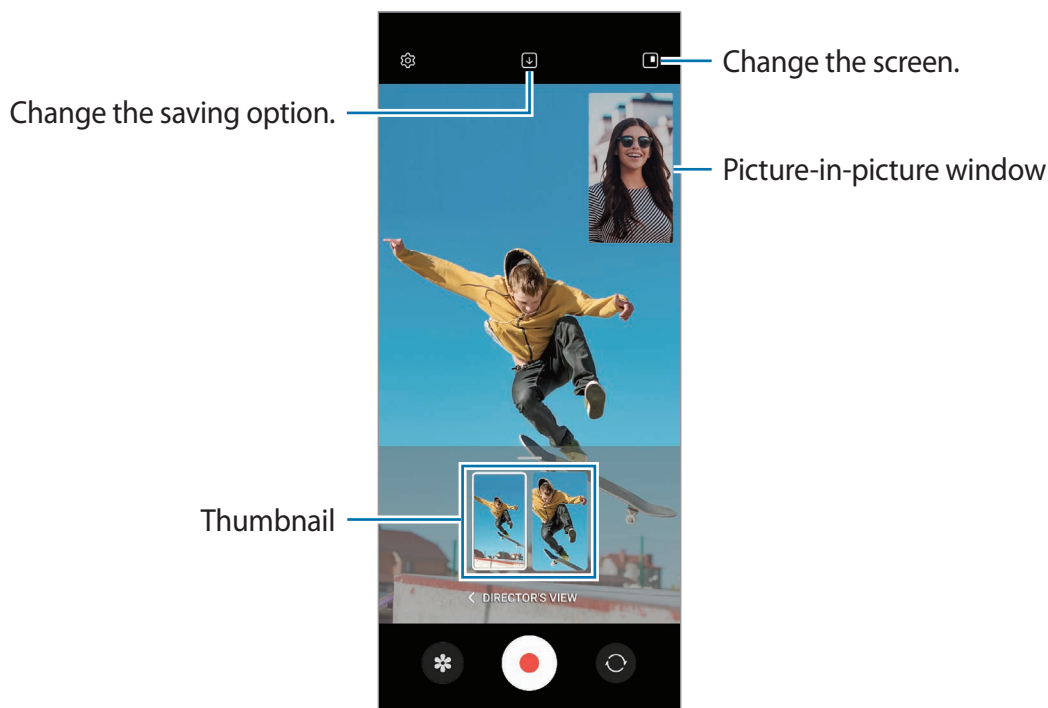 Change the screen.
Change the saving option.
Picture-in-picture window
Thumbnail
DIRECTOR'S VIEW